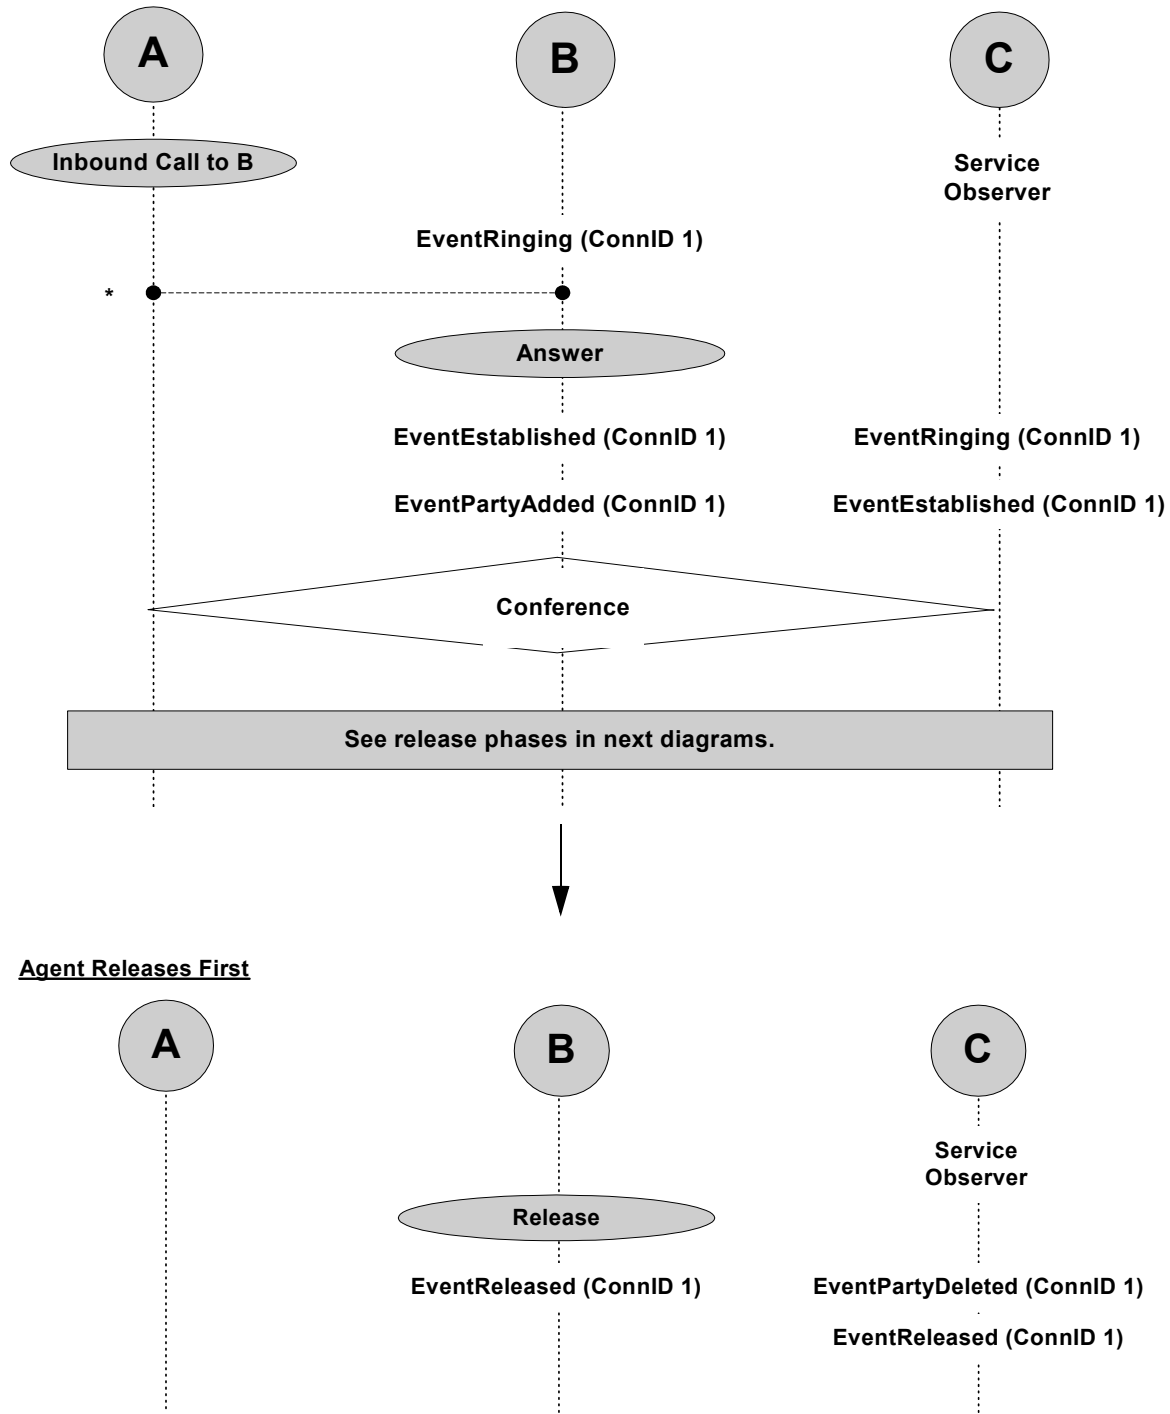 A
B
C
Inbound Call to B
Service
Observer
EventRinging (ConnID 1)
*
Answer
EventEstablished (ConnID 1)
EventRinging (ConnID 1)
EventPartyAdded (ConnID 1)
EventEstablished (ConnID 1)
Conference
See release phases in next diagrams.
Agent Releases First
A
B
C
Service
Observer
Release
EventReleased (ConnID 1)
EventPartyDeleted (ConnID 1)
EventReleased (ConnID 1)